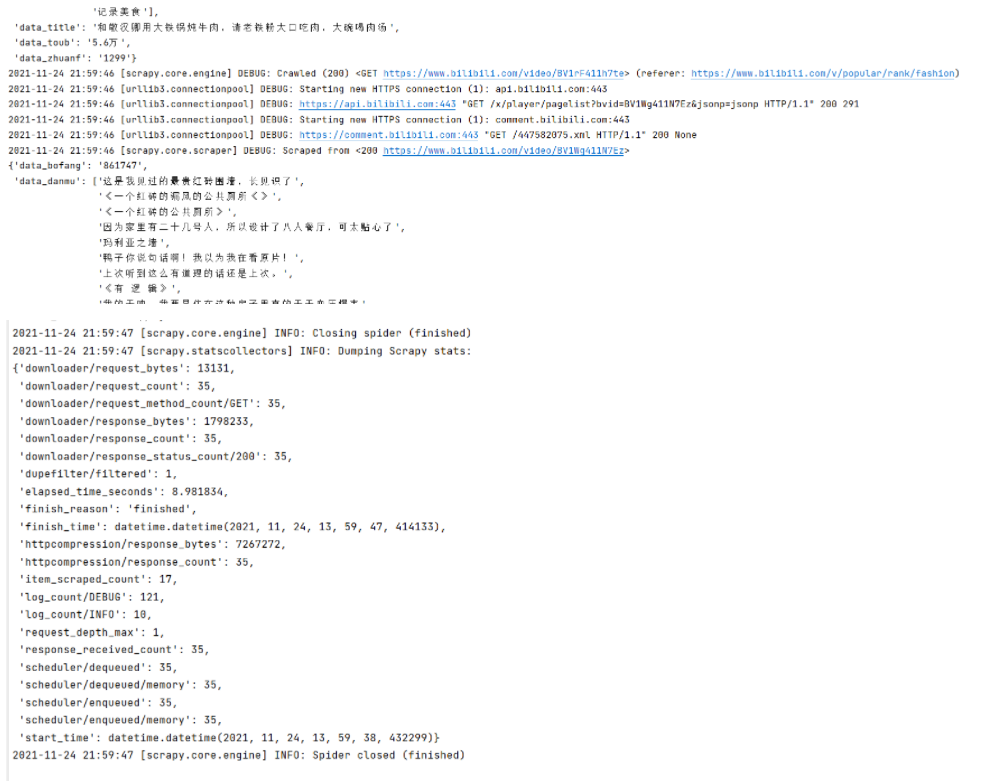 '记录美食'],
'data_title': '和敏汉卿用大铁锅炖牛肉，请老铁粉大口吃肉，大碗喝肉汤',
'data_toub': '5.6万',
'data_zhuanf': '1299'}
2021-11-24 21:59:46 [scrapy.core.engine] DEBUG: Crawled (200) <GET https://www.bilibili.com/video/BV1rF411h7te> (referer: https://www.bilibili.com/v/popular/rank/fashion)
2021-11-24 21:59:46 [urllib3.connectionpool] DEBUG: Starting new HTTPS connection (1): api.bilibili.com:443
2021-11-24 21:59:46 [urllib3.connectionpool] DEBUG: https://api.bilibili.com:443 "GET /x/player/pagelist?bvid=BV1Wg411N7Ez&jsonp=jsonp HTTP/1.1" 200 291
2021-11-24 21:59:46 [urllib3.connectionpool] DEBUG: Starting new HTTPS connection (1): comment.bilibili.com:443
2021-11-24 21:59:46 [urllib3.connectionpool] DEBUG: https://comment.bilibili.com:443 "GET /447582075.xml HTTP/1.1" 200 None
2021-11-24 21:59:46 [scrapy.core.scraper] DEBUG: Scraped from <200 https://www.bilibili.com/video/BV1Wg411N7Ez>
{'data_bofang': '861747',
'data_danmu': ['这是我见过的最贵红砖围墙，长见识了',
'《一个红砖的漏风的公共厕所《》',
'《一个红砖的公共厕所》',
'因为家里有二十几号人，所以设计了八人餐厅，可太贴心了',
'玛利亚之墙',
'鸭子你说句话啊！我以为我在看原片！',
'上次听到这么有道理的话还是上次。',
'《有 逻 辑》',
2021-11-24 21:59:47 [scrapy.core.engine] INFO: Closing spider (finished)
2021-11-24 21:59:47 [scrapy.statscollectors] INFO: Dumping Scrapy stats:
{'downloader/request_bytes': 13131,
'downloader/request_count': 35,
'downloader/request_method_count/GET': 35,
'downloader/response_bytes': 1798233,
'downloader/response_count': 35,
'downloader/response_status_count/200': 35,
'dupefilter/filtered': 1,
'elapsed_time_seconds': 8.981834,
'finish_reason': 'finished',
'finish_time': datetime.datetime(2021, 11, 24, 13, 59, 47, 414133),
'httpcompression/response_bytes': 7267272,
'httpcompression/response_count': 35,
'item_scraped_count': 17,
'log_count/DEBUG': 121,
'log_count/INFO': 10,
'request_depth_max': 1,
'response_received_count': 35,
'scheduler/dequeued': 35,
'scheduler/dequeued/memory': 35,
'scheduler/enqueued': 35,
'scheduler/enqueued/memory': 35,
'start_time': datetime.datetime(2021, 11, 24, 13, 59, 38, 432299)}
2021-11-24 21:59:47 [scrapy.core.engine] INFO: Spider closed (finished)